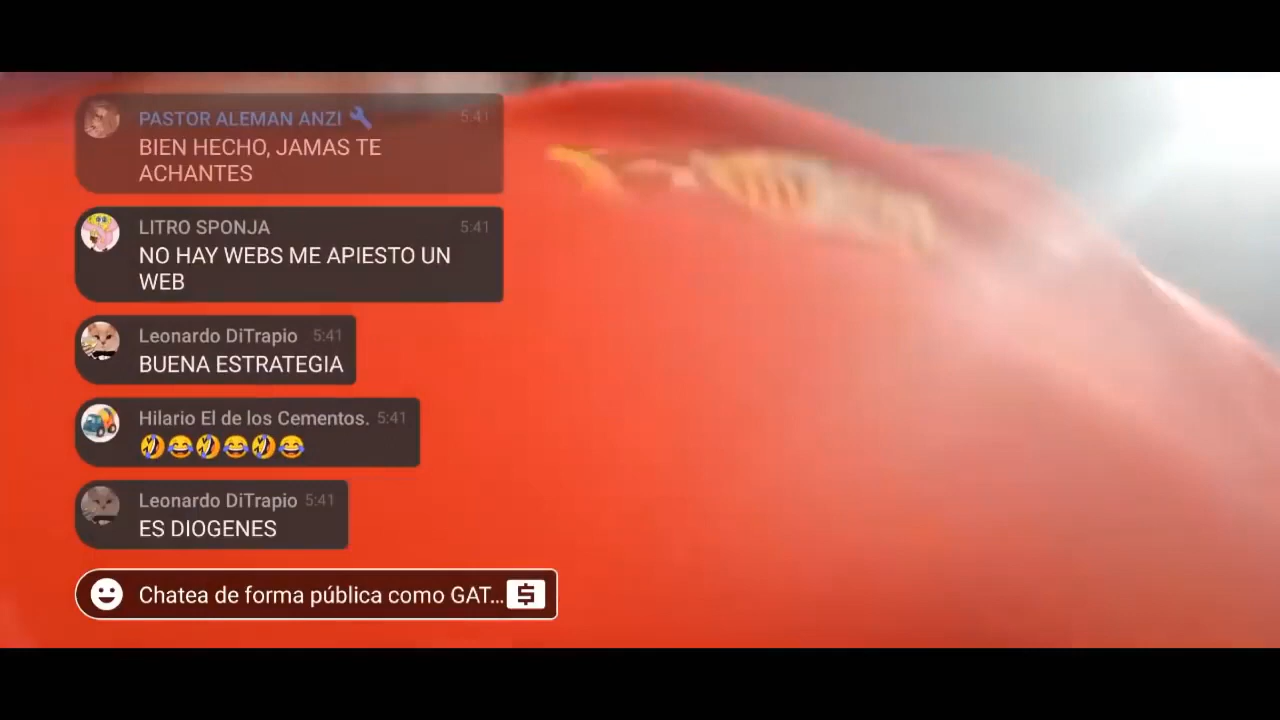 PASTOR ALEMAN ANZI 5:41
BIEN HECHO, JAMAS TE
ACHANTES
LITRO SPONJA 5:41
NO HAY WEBS ME APIESTO UN
WEB
Leonardo DiTrapio 5:41
BUENA ESTRATEGIA
Hilario El de los Cementos. 5:41
🤣😂🤣😂🤣😂
Leonardo DiTrapio 5:41
ES DIOGENES
Chatea de forma pública como GAT...